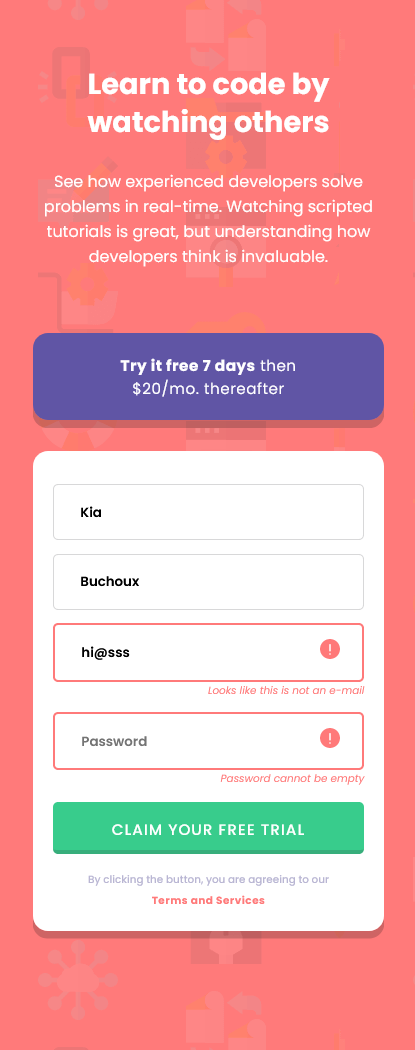 Learn to code by
watching others
See how experienced developers solve
problems in real-time. Watching scripted
tutorials is great, but understanding how
developers think is invaluable.
Try it free 7 days then
$20/mo. thereafter
Kia
Buchoux
hi@sss
Looks like this is not an e-mail
Password
Password cannot be empty
CLAIM YOUR FREE TRIAL
By clicking the button, you are agreeing to our
Terms and Services